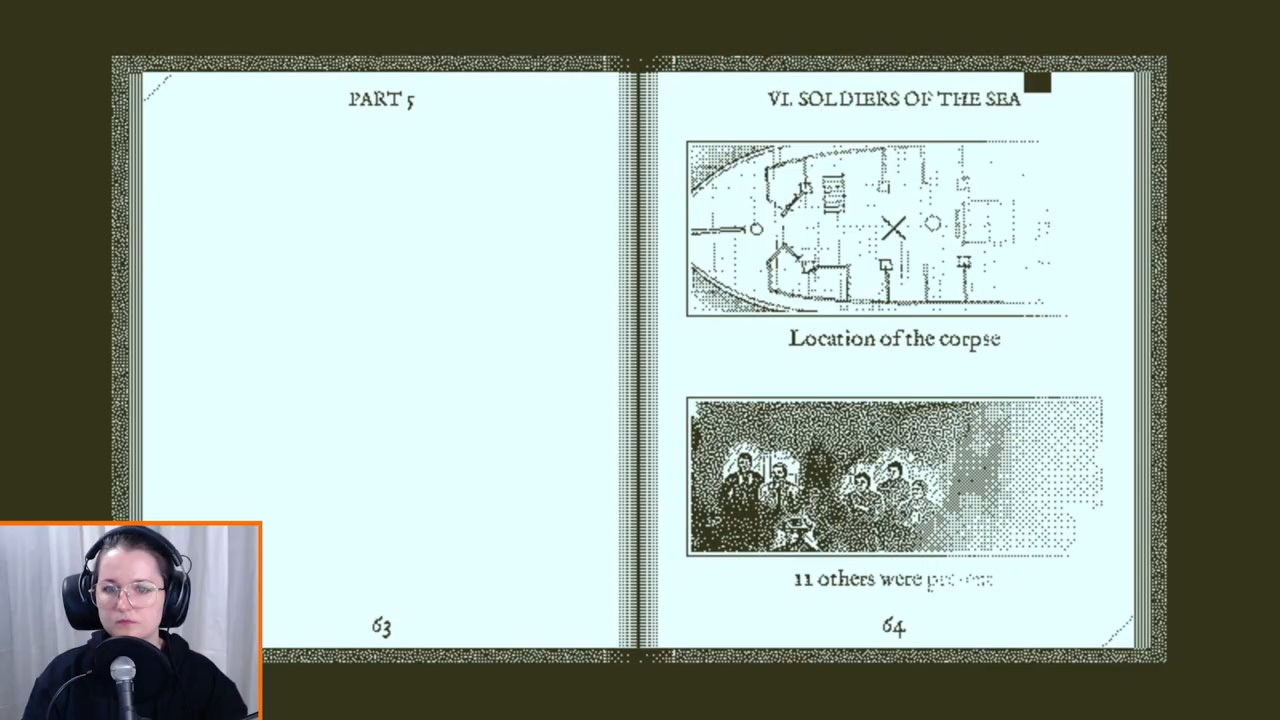 PART 5
VI. SOLDIERS OF THE SEA
Location of the corpse
11 others were
63
64